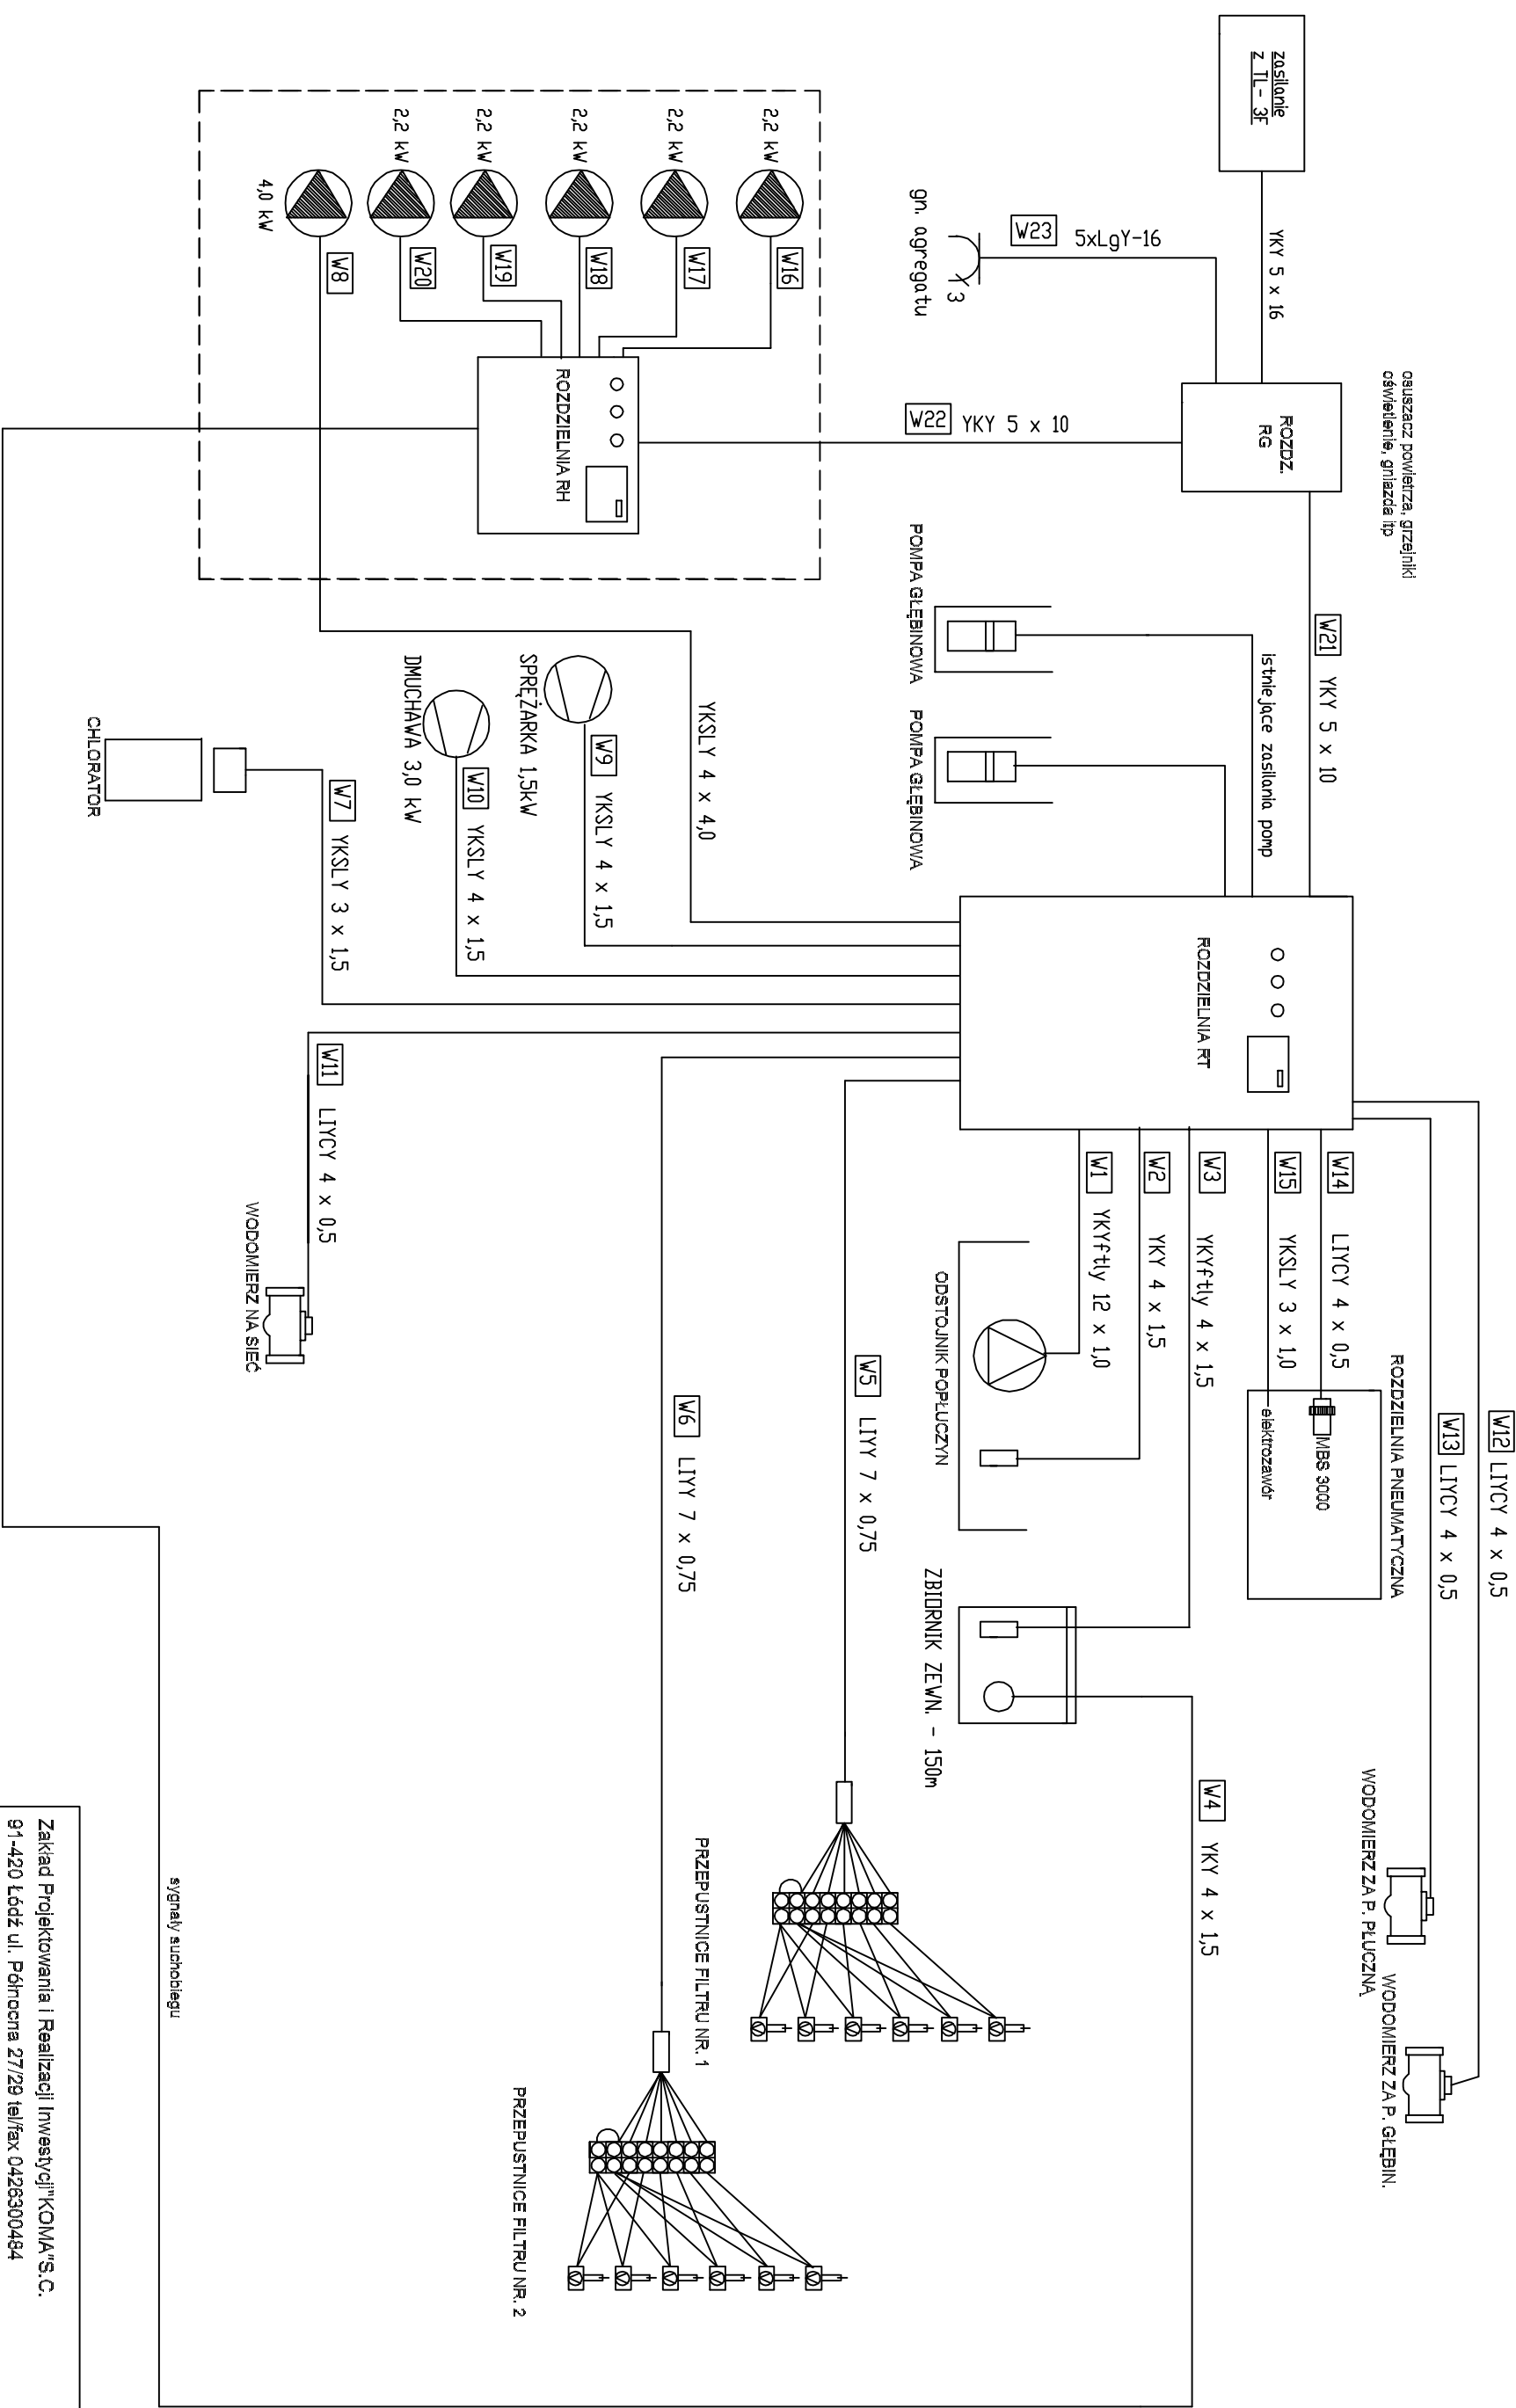 zasilanie
z TL- 3F
YKY 5 x 16
W23
5xLgY-16
3
gn. agregatu
osuszacz powietrza, grzejniki
oświetlenie, gniazda itp
ROZDZ.
RG
W22
YKY 5 x 10
W21
YKY 5 x 10
istniejące zasilania pomp
POMPA GŁĘBINOWA
POMPA GŁĘBINOWA
2,2 kW
W16
2,2 kW
W17
2,2 kW
W18
2,2 kW
W19
2,2 kW
W20
4,0 kW
W8
ROZDZIELNIA RH
YKSLY 4 x 4,0
SPRĘŻARKA 1,5kW
W9
YKSLY 4 x 1,5
DMUCHAWA 3,0 kW
W10
YKSLY 4 x 1,5
CHLORATOR
W7
YKSLY 3 x 1,5
ROZDZIELNIA RT
W11
LIYCY 4 x 0,5
WODOMIERZ NA SIEĆ
W12
LIYCY 4 x 0,5
W13
LIYCY 4 x 0,5
W14
LIYCY 4 x 0,5
W15
YKSLY 3 x 1,0
ROZDZIELNIA PNEUMATYCZNA
MBS 3000
elektrozawór
W3
YKYftly 4 x 1,5
W2
YKY 4 x 1,5
W1
YKYftly 12 x 1,0
ODSTOJNIK POPŁUCZYN
W5
LIYY 7 x 0,75
W6
LIYY 7 x 0,75
ZBIORNIK ZEWN. - 150m
W4
YKY 4 x 1,5
WODOMIERZ ZA P. PŁUCZNĄ
WODOMIERZ ZA P. GŁĘBIN.
PRZEPUSTNICE FILTRU NR. 1
PRZEPUSTNICE FILTRU NR. 2
sygnały suchobiegu
Zakład Projektowania i Realizacji Inwestycji"KOMA"S.C.
91-420 Łódź ul. Północna 27/29 tel/fax 0426300484